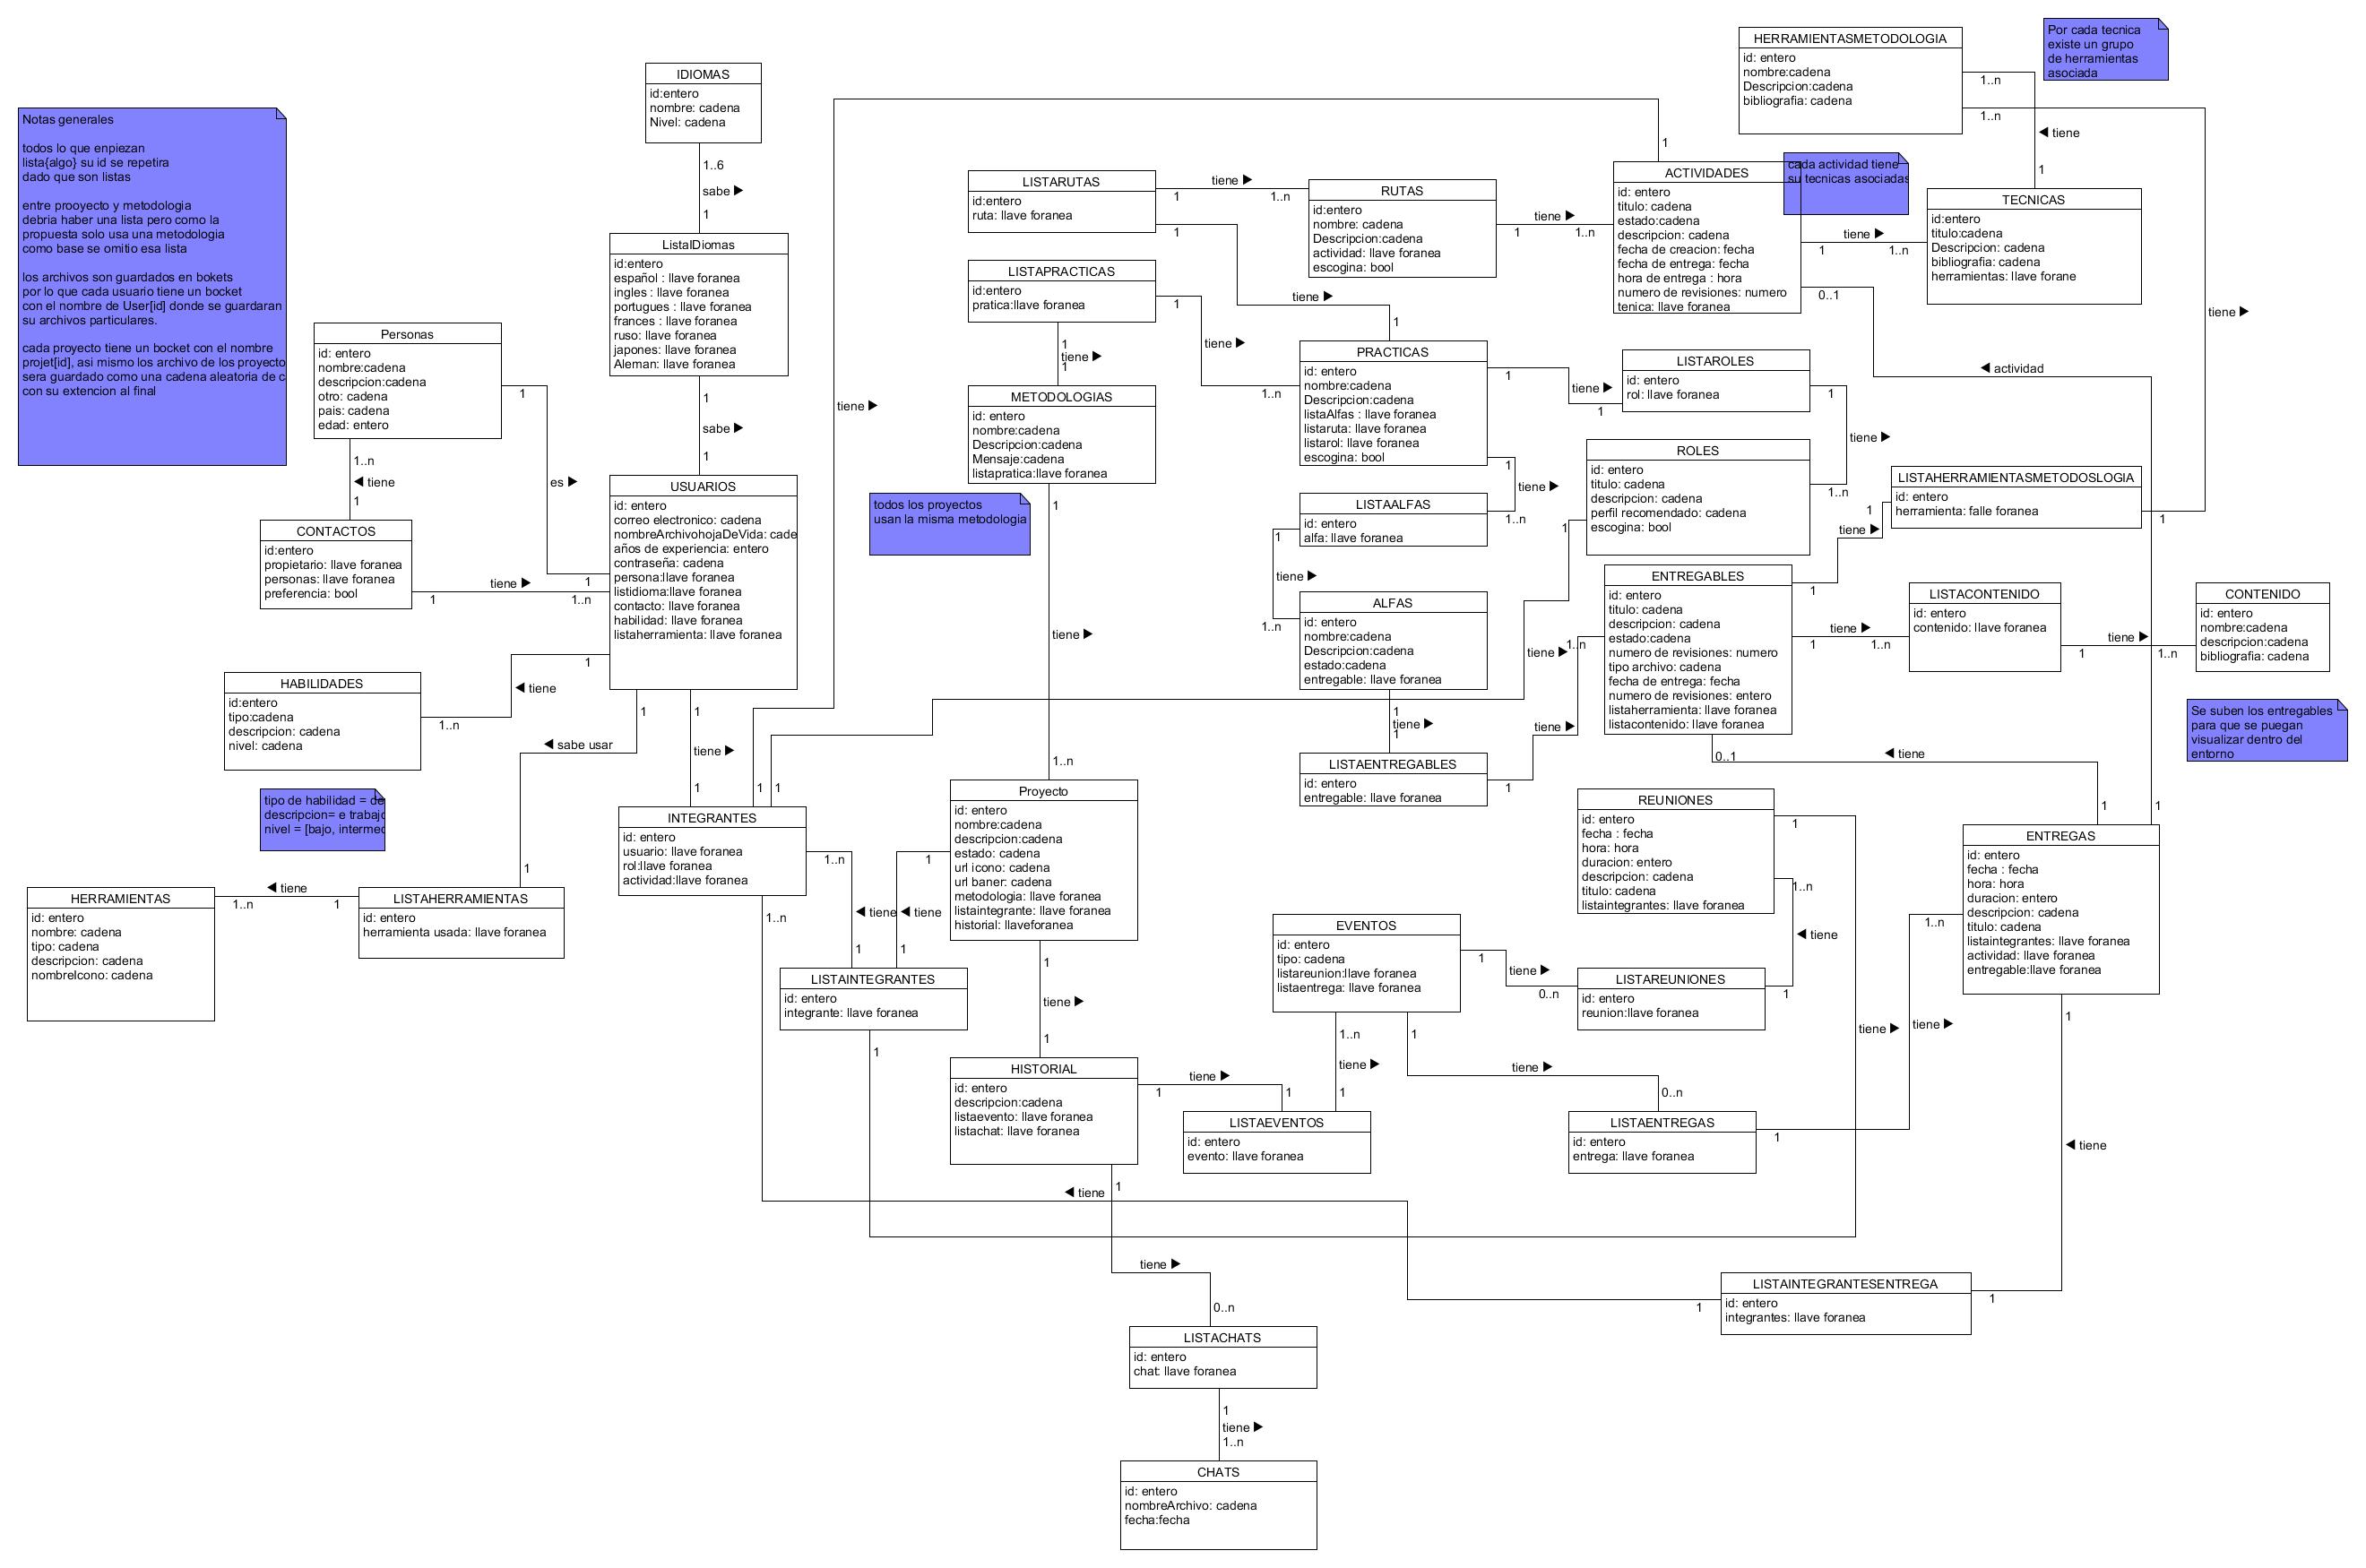 Notas generales
todos lo que enpiezan
lista{algo} su id se repetira
dado que son listas
entre prooyecto y metodologia
debria haber una lista pero como la
propuesta solo usa una metodologia
como base se omitio esa lista
los archivos son guardados en bokets
por lo que cada usuario tiene un bocket
con el nombre de User[id] donde se guardaran
su archivos particulares.
cada proyecto tiene un bocket con el nombre
projet[id], asi mismo los archivo de los proyecto
sera guardado como una cadena aleatoria de c
con su extencion al final
IDIOMAS
id:entero
nombre: cadena
Nivel: cadena
1..6
sabe ▶
1
ListaIDiomas
id:entero
español : llave foranea
ingles : llave foranea
portugues : llave foranea
frances : llave foranea
ruso: llave foranea
japones: llave foranea
Aleman: llave foranea
1
sabe ▶
1
Personas
id: entero
nombre:cadena
descripcion:cadena
otro: cadena
pais: cadena
edad: entero
1
es ▶
1
1..n
◀ tiene
1
CONTACTOS
id:entero
propietario: llave foranea
personas: llave foranea
preferencia: bool
tiene ▶
1
1..n
USUARIOS
id: entero
correo electronico: cadena
nombreArchivohojaDeVida: cade
años de experiencia: entero
contraseña: cadena
persona:llave foranea
listidioma:llave foranea
contacto: llave foranea
habilidad: llave foranea
listaherramienta: llave foranea
1
◀ tiene
1..n
HABILIDADES
id:entero
tipo:cadena
descripcion: cadena
nivel: cadena
tipo de habilidad = de
descripcion= e trabajo
nivel = [bajo, intermed
1
◀ sabe usar
1
1
tiene ▶
1
HERRAMIENTAS
id: entero
nombre: cadena
tipo: cadena
descripcion: cadena
nombreIcono: cadena
◀ tiene
1..n
1
LISTAHERRAMIENTAS
id: entero
herramienta usada: llave foranea
INTEGRANTES
id: entero
usuario: llave foranea
rol:llave foranea
actividad:llave foranea
1
1
1..n
1..n
◀ tiene
1
tiene ▶
LISTARUTAS
id:entero
ruta: llave foranea
tiene ▶
1
1..n
1
tiene ▶
1
RUTAS
id:entero
nombre: cadena
Descripcion:cadena
actividad: llave foranea
escogina: bool
tiene ▶
1
1..n
LISTAPRACTICAS
id:entero
pratica:llave foranea
1
tiene ▶
1..n
1
tiene ▶
1
METODOLOGIAS
id: entero
nombre:cadena
Descripcion:cadena
Mensaje:cadena
listapratica:llave foranea
todos los proyectos
usan la misma metodologia
1
tiene ▶
1..n
PRACTICAS
id: entero
nombre:cadena
Descripcion:cadena
listaAlfas : llave foranea
listaruta: llave foranea
listarol: llave foranea
escogina: bool
1
tiene ▶
1
1
tiene ▶
1..n
LISTAALFAS
id: entero
alfa: llave foranea
1
tiene ▶
1..n
ALFAS
id: entero
nombre:cadena
Descripcion:cadena
estado:cadena
entregable: llave foranea
1
tiene ▶
1
LISTAENTREGABLES
id: entero
entregable: llave foranea
1
tiene ▶
1..n
HERRAMIENTASMETODOLOGIA
id: entero
nombre:cadena
Descripcion:cadena
bibliografia: cadena
1..n
1..n
Por cada tecnica
existe un grupo
de herramientas
asociada
◀ tiene
1
ACTIVIDADES
id: entero
titulo: cadena
estado:cadena
descripcion: cadena
fecha de creacion: fecha
fecha de entrega: fecha
hora de entrega : hora
numero de revisiones: numero
tenica: llave foranea
1
cada actividad tiene
su tecnicas asociadas
tiene ▶
1
1..n
0..1
TECNICAS
id:entero
titulo:cadena
Descripcion: cadena
bibliografia: cadena
herramientas: llave forane
tiene ▶
◀ actividad
LISTAROLES
id: entero
rol: llave foranea
1
tiene ▶
1..n
ROLES
id: entero
titulo: cadena
descripcion: cadena
perfil recomendado: cadena
escogina: bool
1
tiene ▶
LISTAHERRAMIENTASMETODOSLOGIA
id: entero
herramienta: falle foranea
1
1
tiene ▶
1
ENTREGABLES
id: entero
titulo: cadena
descripcion: cadena
estado:cadena
numero de revisiones: numero
tipo archivo: cadena
fecha de entrega: fecha
numero de revisiones: entero
listaherramienta: llave foranea
listacontenido: llave foranea
tiene ▶
1
1..n
LISTACONTENIDO
id: entero
contenido: llave foranea
tiene ▶
1
1..n
CONTENIDO
id: entero
nombre:cadena
descripcion:cadena
bibliografia: cadena
Se suben los entregables
para que se puegan
visualizar dentro del
entorno
0..1
◀ tiene
1
1
Proyecto
id: entero
nombre:cadena
descripcion:cadena
estado: cadena
url icono: cadena
url baner: cadena
metodologia: llave foranea
listaintegrante: llave foranea
historial: llaveforanea
1
◀ tiene
1
LISTAINTEGRANTES
id: entero
integrante: llave foranea
1
1
tiene ▶
1
HISTORIAL
id: entero
descripcion:cadena
listaevento: llave foranea
listachat: llave foranea
tiene ▶
1
1
LISTAEVENTOS
id: entero
evento: llave foranea
EVENTOS
id: entero
tipo: cadena
listareunion:llave foranea
listaentrega: llave foranea
1
tiene ▶
0..n
1..n
tiene ▶
1
1
tiene ▶
0..n
REUNIONES
id: entero
fecha : fecha
hora: hora
duracion: entero
descripcion: cadena
titulo: cadena
listaintegrantes: llave foranea
1
1..n
◀ tiene
1
LISTAREUNIONES
id: entero
reunion:llave foranea
tiene ▶
LISTAENTREGAS
id: entero
entrega: llave foranea
1
tiene ▶
1..n
ENTREGAS
id: entero
fecha : fecha
hora: hora
duracion: entero
descripcion: cadena
titulo: cadena
listaintegrantes: llave foranea
actividad: llave foranea
entregable:llave foranea
1
◀ tiene
1
LISTAINTEGRANTESENTREGA
id: entero
integrantes: llave foranea
1
◀ tiene
1
tiene ▶
0..n
LISTACHATS
id: entero
chat: llave foranea
1
tiene ▶
1..n
CHATS
id: entero
nombreArchivo: cadena
fecha:fecha